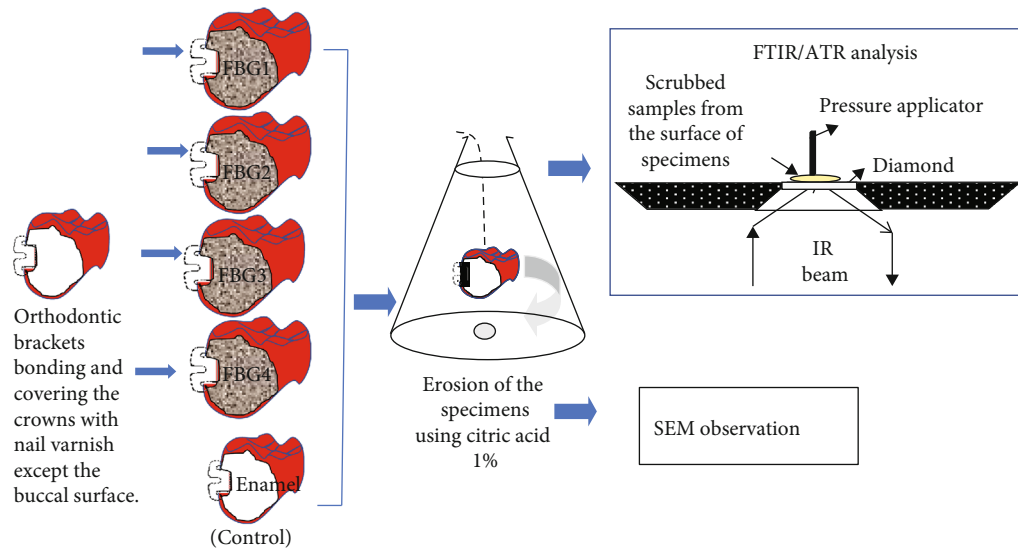 Orthodontic
brackets
bonding and
covering the
crowns with
nail varnish
except the
buccal surface.
FBG1
FBG2
FBG3
FBG4
Enamel
(Control)
Erosion of the
specimens
using citric acid
1%
FTIR/ATR analysis
Scrubbed
samples from
the surface of
specimens
Pressure applicator
Diamond
IR
beam
SEM observation